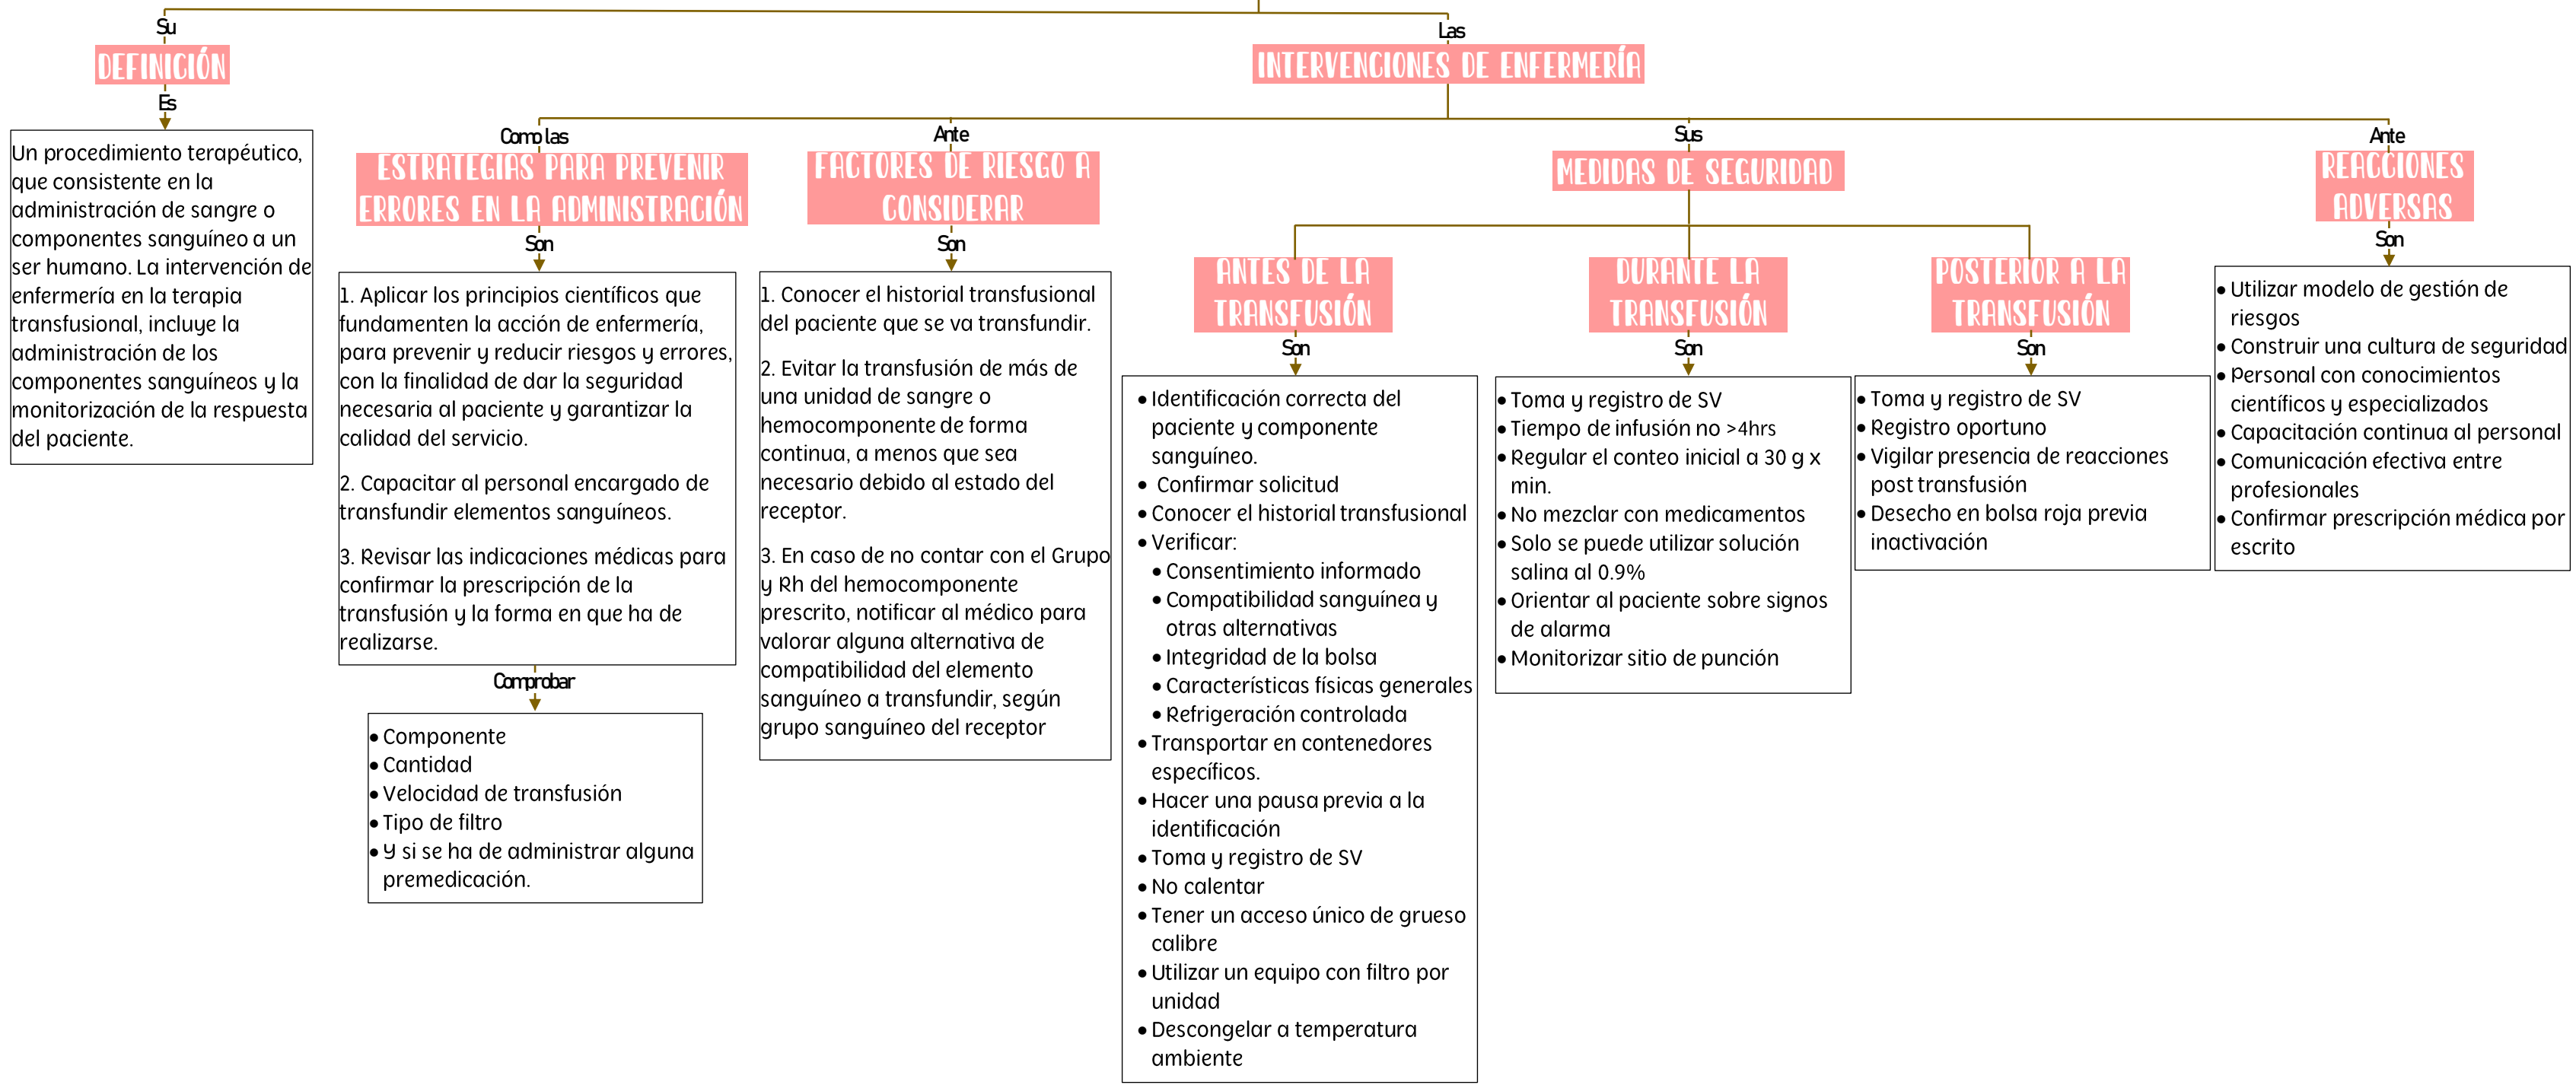 Su
DEFINICIÓN
Es
Un procedimiento terapéutico,
que consistente en la
administración de sangre o
componentes sanguíneo a un
ser humano. La intervención de
enfermería en la terapia
transfusional, incluye la
administración de los
componentes sanguíneos y la
monitorización de la respuesta
del paciente.
Las
INTERVENCIONES DE ENFERMERÍA
Como las
ESTRATEGIAS PARA PREVENIR
ERRORES EN LA ADMINISTRACIÓN
Son
1. Aplicar los principios científicos que
fundamenten la acción de enfermería,
para prevenir y reducir riesgos y errores,
con la finalidad de dar la seguridad
necesaria al paciente y garantizar la
calidad del servicio.
2. Capacitar al personal encargado de
transfundir elementos sanguíneos.
3. Revisar las indicaciones médicas para
confirmar la prescripción de la
transfusión y la forma en que ha de
realizarse.
Comprobar
• Componente
• Cantidad
• Velocidad de transfusión
• Tipo de filtro
• Y si se ha de administrar alguna
premedicación.
Ante
FACTORES DE RIESGO A
CONSIDERAR
Son
1. Conocer el historial transfusional
del paciente que se va transfundir.
2. Evitar la transfusión de más de
una unidad de sangre o
hemocomponente de forma
continua, a menos que sea
necesario debido al estado del
receptor.
3. En caso de no contar con el Grupo
y Rh del hemocomponente
prescrito, notificar al médico para
valorar alguna alternativa de
compatibilidad del elemento
sanguíneo a transfundir, según
grupo sanguíneo del receptor
Sus
MEDIDAS DE SEGURIDAD
ANTES DE LA
TRANSFUSIÓN
Son
• Identificación correcta del
paciente y componente
sanguíneo.
• Confirmar solicitud
• Conocer el historial transfusional
• Verificar:
• Consentimiento informado
• Compatibilidad sanguínea y
otras alternativas
• Integridad de la bolsa
• Características físicas generales
• Refrigeración controlada
• Transportar en contenedores
específicos.
• Hacer una pausa previa a la
identificación
• Toma y registro de SV
• No calentar
• Tener un acceso único de grueso
calibre
• Utilizar un equipo con filtro por
unidad
• Descongelar a temperatura
ambiente
DURANTE LA
TRANSFUSIÓN
Son
• Toma y registro de SV
• Tiempo de infusión no >4hrs
• Regular el conteo inicial a 30 g x
min.
• No mezclar con medicamentos
• Solo se puede utilizar solución
salina al 0.9%
• Orientar al paciente sobre signos
de alarma
• Monitorizar sitio de punción
POSTERIOR A LA
TRANSFUSIÓN
Son
• Toma y registro de SV
• Registro oportuno
• Vigilar presencia de reacciones
post transfusión
• Desecho en bolsa roja previa
inactivación
Ante
REACCIONES
ADVERSAS
Son
• Utilizar modelo de gestión de
riesgos
• Construir una cultura de seguridad
• Personal con conocimientos
científicos y especializados
• Capacitación continua al personal
• Comunicación efectiva entre
profesionales
• Confirmar prescripción médica por
escrito